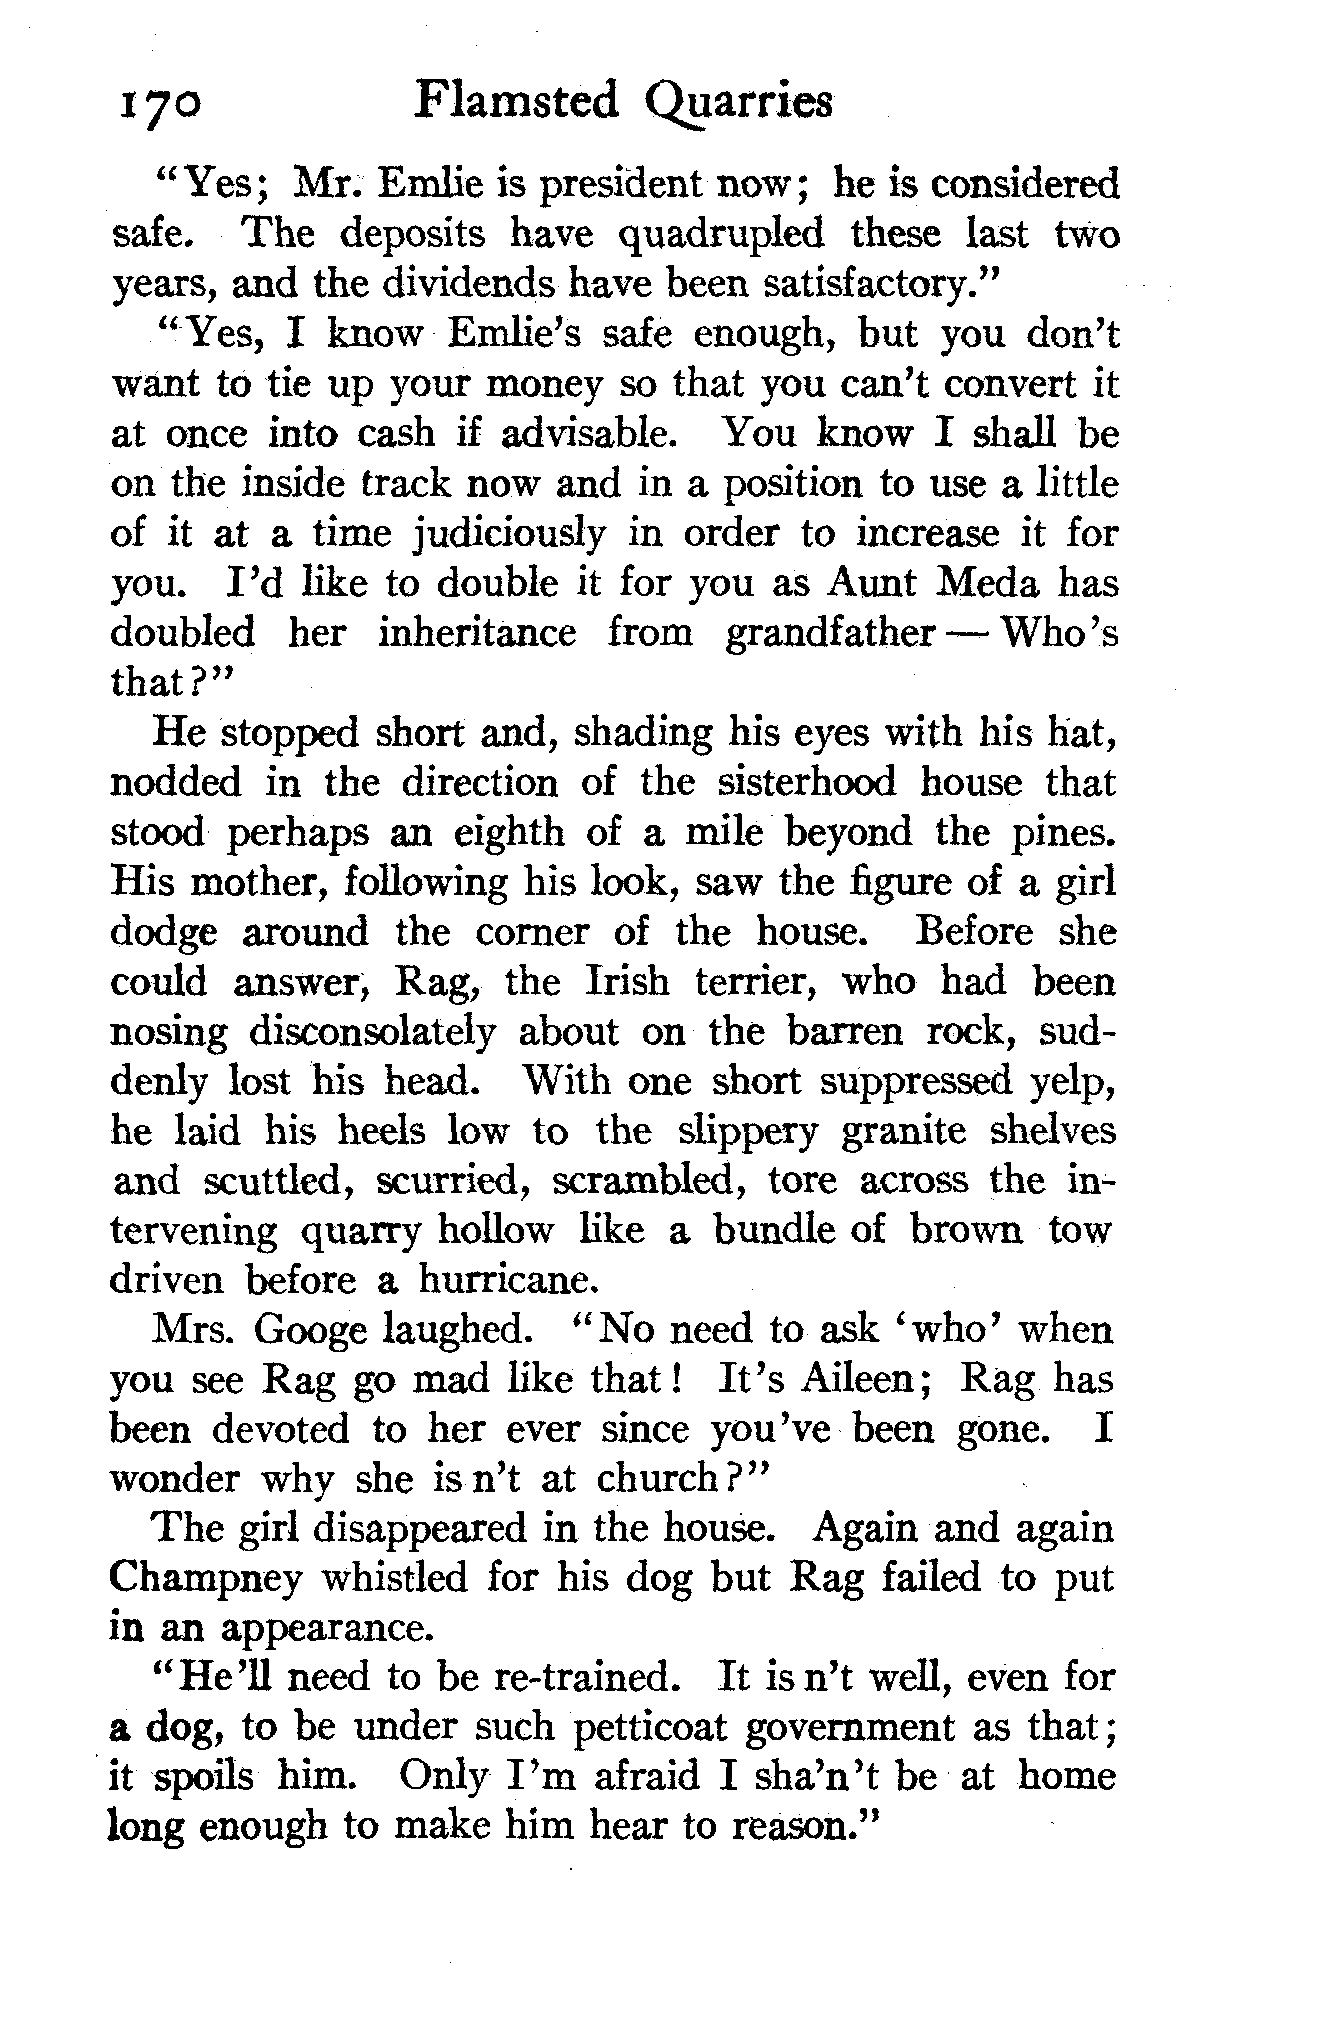 170 Flamsted Quarries
"Yes; Mr. Emlie is president now; he is considered
safe. The deposits have quadrupled these last two
years, and the dividends have been satisfactory."
"Yes, I know Emlie's safe enough, but you don't
want to tie up your money so that you can't convert it
at once into cash if advisable. You know I shall be
on the inside track now and in a position to use a little
of it at a time judiciously in order to increase it for
you. I'd like to double it for you as Aunt Meda has
doubled her inheritance from grandfather — Who's
that?"
He stopped short and, shading his eyes with his hat,
nodded in the direction of the sisterhood house that
stood perhaps an eighth of a mile beyond the pines.
His mother, following his look, saw the figure of a girl
dodge around the corner of the house. Before she
could answer, Rag, the Irish terrier, who had been
nosing disconsolately about on the barren rock, sud-
denly lost his head. With one short suppressed yelp,
he laid his heels low to the slippery granite shelves
and scuttled, scurried, scrambled, tore across the in-
tervening quarry hollow like a bundle of brown tow
driven before a hurricane.
Mrs. Googe laughed. "No need to ask 'who' when
you see Rag go mad like that! It's Aileen; Rag has
been devoted to her ever since you've been gone. I
wonder why she is n't at church?"
The girl disappeared in the house. Again and again
Champney whistled for his dog but Rag failed to put
in an appearance.
"He'll need to be re-trained. It is n't well, even for
a dog, to be under such petticoat government as that;
it spoils him. Only I'm afraid I sha'n't be at home
long enough to make him hear to reason."